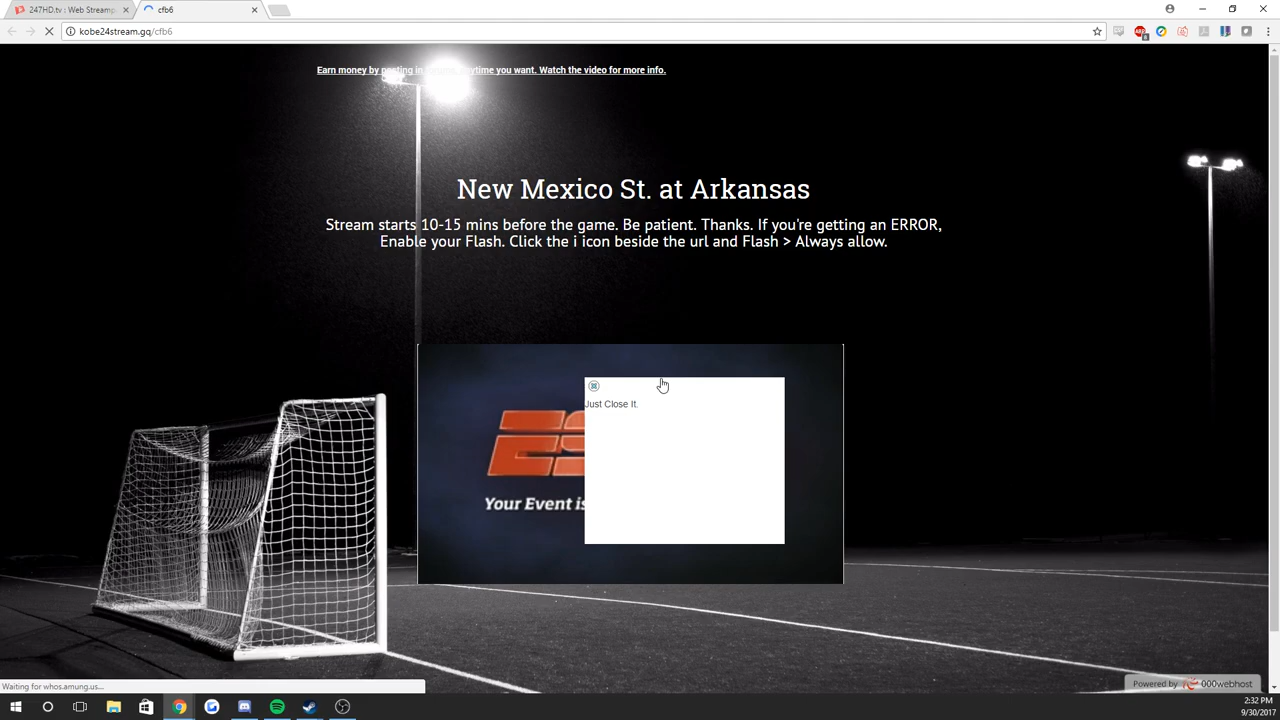 247HD.tv : Web Streamp
cfb6
kobe24stream.gq/cfb6
Earn money by posting in anytime you want. Watch the video for more info.
New Mexico St. at Arkansas
Stream starts 10-15 mins before the game. Be patient. Thanks. If you're getting an ERROR,
Enable your Flash. Click the i icon beside the url and Flash > Always allow.
Just Close It.
Your Event is
Waiting for whos.amung.us...
Powered by 000webhost
2:32 PM
9/30/2017